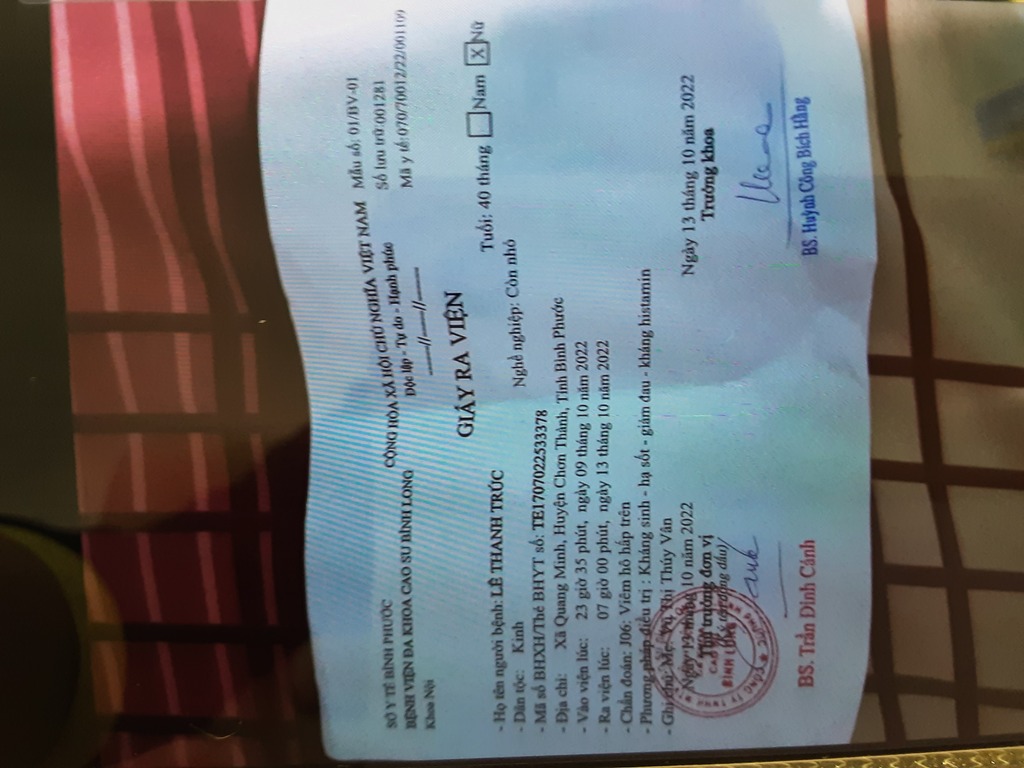 SỞ Y TẾ BÌNH PHƯỚC
BỆNH VIỆN ĐA KHOA CAO SU BÌNH LONG
Khoa Nội
CỘNG HÒA XÃ HỘI CHỦ NGHĨA VIỆT NAM
Độc lập - Tự do - Hạnh phúc
——//——//——
Mẫu số: 01/BV-01
Số lưu trữ:001281
Mã y tế:070/70012/22/001109
GIẤY RA VIỆN
- Họ tên người bệnh: LÊ THANH TRÚC Tuổi: 40 tháng Nam X Nữ
- Dân tộc: Kinh Nghề nghiệp: Còn nhỏ
- Mã số BHXH/Thẻ BHYT số: TE1707022533378
- Địa chỉ: Xã Quang Minh, Huyện Chơn Thành, Tỉnh Bình Phước
- Vào viện lúc: 23 giờ 35 phút, ngày 09 tháng 10 năm 2022
- Ra viện lúc: 07 giờ 00 phút, ngày 13 tháng 10 năm 2022
- Chẩn đoán: J06: Viêm hô hấp trên
- Phương pháp điều trị : Kháng sinh - hạ sốt - giảm đau - kháng histamin
- Ghi chú: Mẹ: Thị Thúy Vân
Ngày 13 tháng 10 năm 2022
Thủ trưởng đơn vị
(Ký tên, đóng dấu)
CAO SU
BÌNH LONG
BS. Trần Đình Cảnh
Ngày 13 tháng 10 năm 2022
Trưởng khoa
BS. Huỳnh Công Bích Hằng